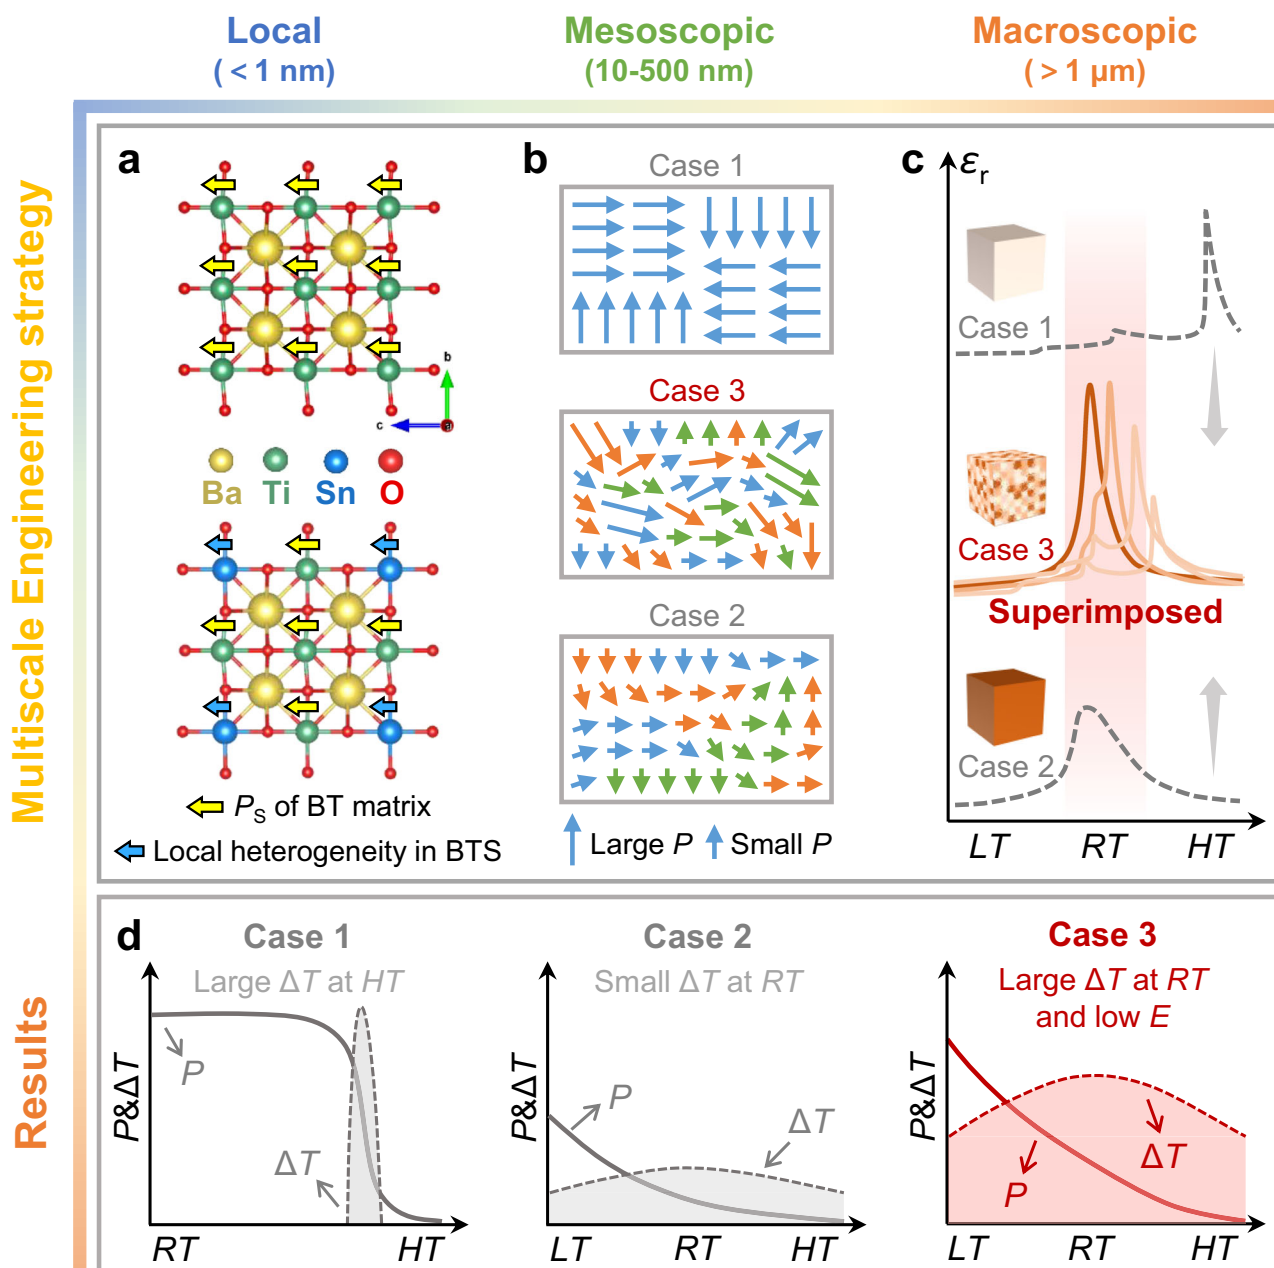 Local
(< 1 nm)
Mesoscopic
(10-500 nm)
Macroscopic
(> 1 μm)
Multiscale Engineering strategy
Results
a
b
c
a
Ba
Ti
Sn
O
Pₛ of BT matrix
Local heterogeneity in BTS
b
Case 1
Case 3
Case 2
Large P
Small P
c
εᵣ
Case 1
Case 3
Superimposed
Case 2
LT
RT
HT
d
Case 1
Large ΔT at HT
P&ΔT
P
ΔT
RT
HT
Case 2
Small ΔT at RT
P&ΔT
P
ΔT
LT
RT
HT
Case 3
Large ΔT at RT
and low E
P&ΔT
P
ΔT
LT
RT
HT